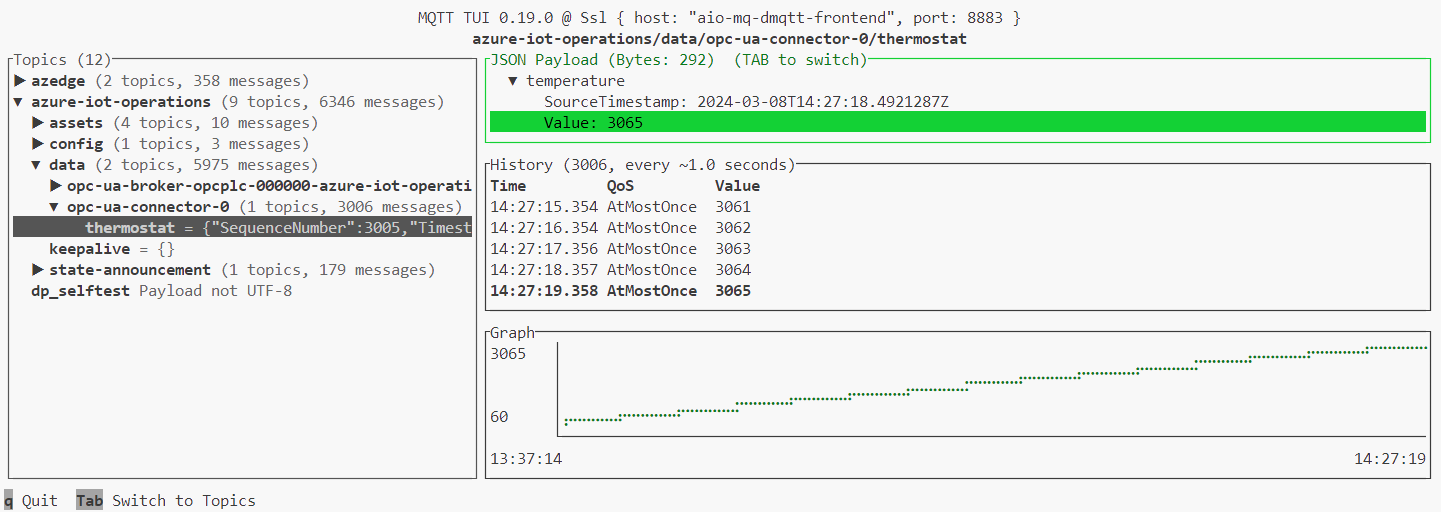 MQTT TUI 0.19.0 @ Ssl { host: "aio-mq-dmqtt-frontend", port: 8883 }
azure-iot-operations/data/opc-ua-connector-0/thermostat
Topics (12)
▶ azedge (2 topics, 358 messages)
▼ azure-iot-operations (9 topics, 6346 messages)
▶ assets (4 topics, 10 messages)
▶ config (1 topics, 3 messages)
▼ data (2 topics, 5975 messages)
▶ opc-ua-broker-opcplc-000000-azure-iot-operati
▼ opc-ua-connector-0 (1 topics, 3006 messages)
thermostat = {"SequenceNumber":3005,"Timest
keepalive = {}
▶ state-announcement (1 topics, 179 messages)
dp_selftest Payload not UTF-8
JSON Payload (Bytes: 292) (TAB to switch)
▼ temperature
SourceTimestamp: 2024-03-08T14:27:18.4921287Z
Value: 3065
History (3006, every ~1.0 seconds)
Time QoS Value
14:27:15.354 AtMostOnce 3061
14:27:16.354 AtMostOnce 3062
14:27:17.356 AtMostOnce 3063
14:27:18.357 AtMostOnce 3064
14:27:19.358 AtMostOnce 3065
Graph
3065
60
13:37:14 14:27:19
q Quit Tab Switch to Topics